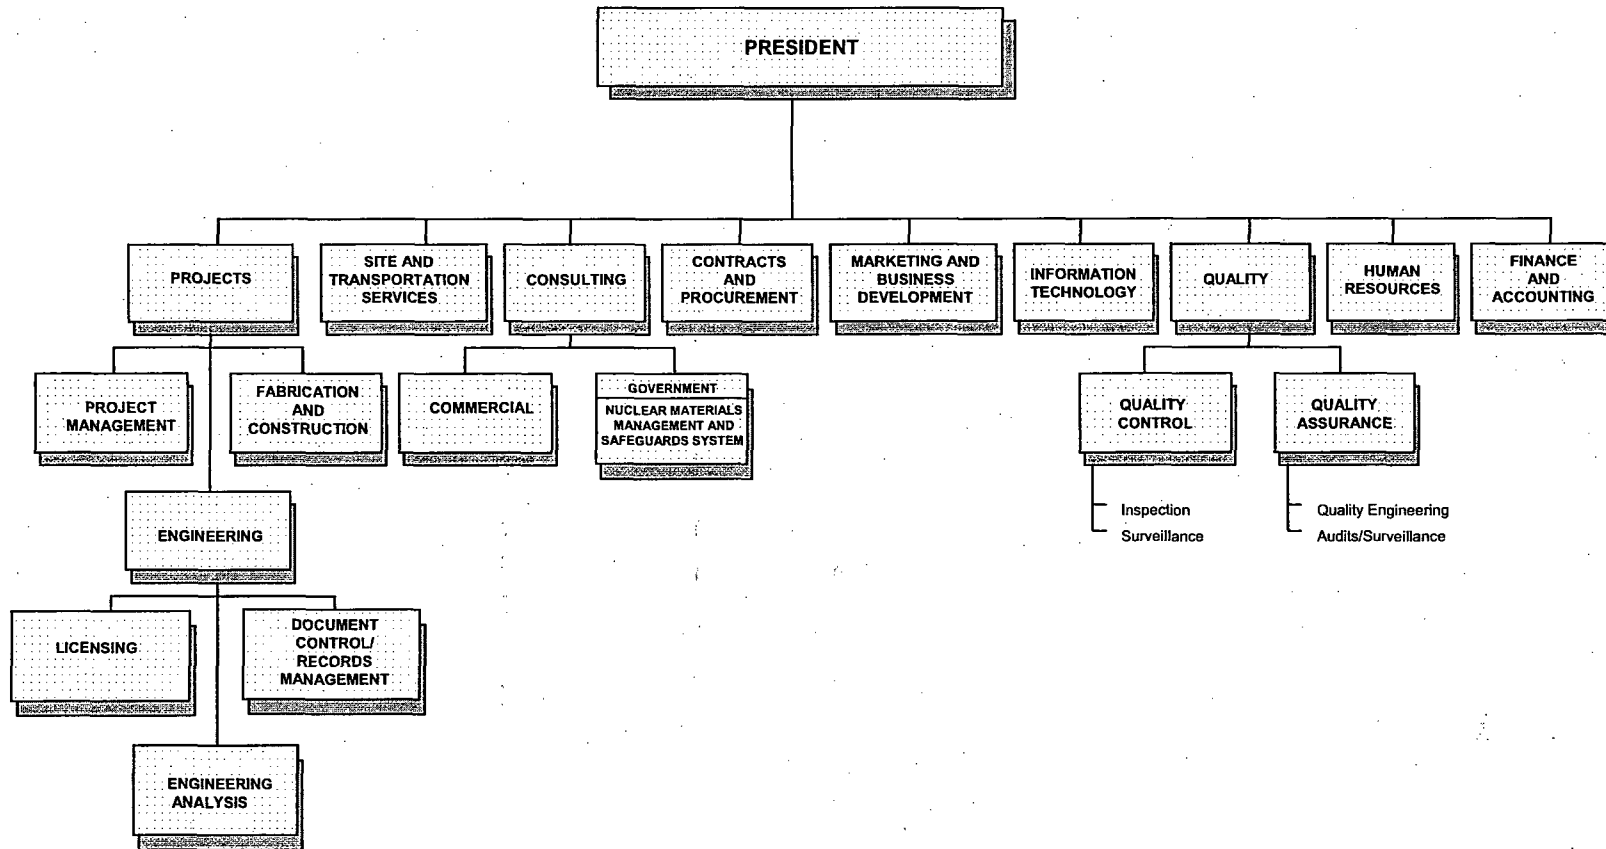 PRESIDENT
PROJECTS
SITE AND
TRANSPORTATION
SERVICES
CONSULTING
CONTRACTS
AND
PROCUREMENT
MARKETING AND
BUSINESS
DEVELOPMENT
INFORMATION
TECHNOLOGY
QUALITY
HUMAN
RESOURCES
FINANCE
AND
ACCOUNTING
PROJECT
MANAGEMENT
FABRICATION
AND
CONSTRUCTION
COMMERCIAL
GOVERNMENT
NUCLEAR MATERIALS
MANAGEMENT AND
SAFEGUARDS SYSTEM
QUALITY
CONTROL
QUALITY
ASSURANCE
Inspection
Surveillance
Quality Engineering
Audits/Surveillance
ENGINEERING
LICENSING
DOCUMENT
CONTROL/
RECORDS
MANAGEMENT
ENGINEERING
ANALYSIS